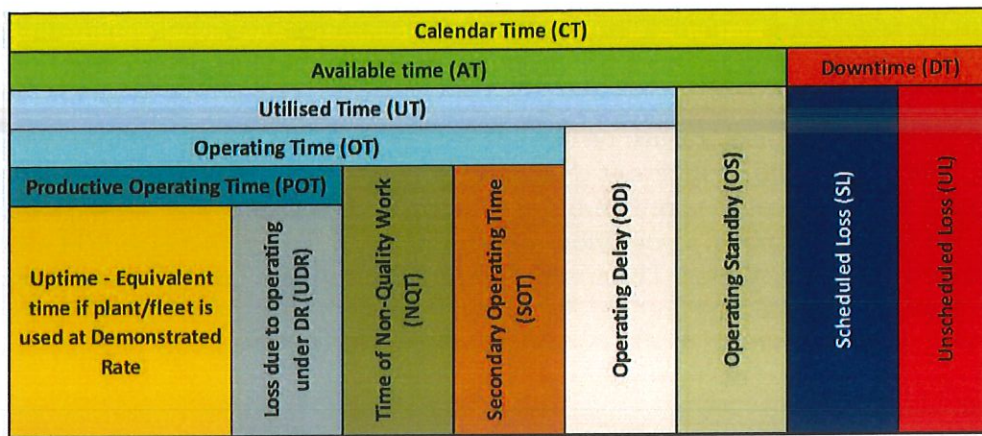 Calendar Time (CT)
Available time (AT)
Downtime (DT)
Utilised Time (UT)
Operating Time (OT)
Productive Operating Time (POT)
Uptime - Equivalent
time if plant/fleet is
used at Demonstrated
Rate
Loss due to operating
under DR (UDR)
Time of Non-Quality Work
(NQT)
Secondary Operating Time
(SOT)
Operating Delay (OD)
Operating Standby (OS)
Scheduled Loss (SL)
Unscheduled Loss (UL)